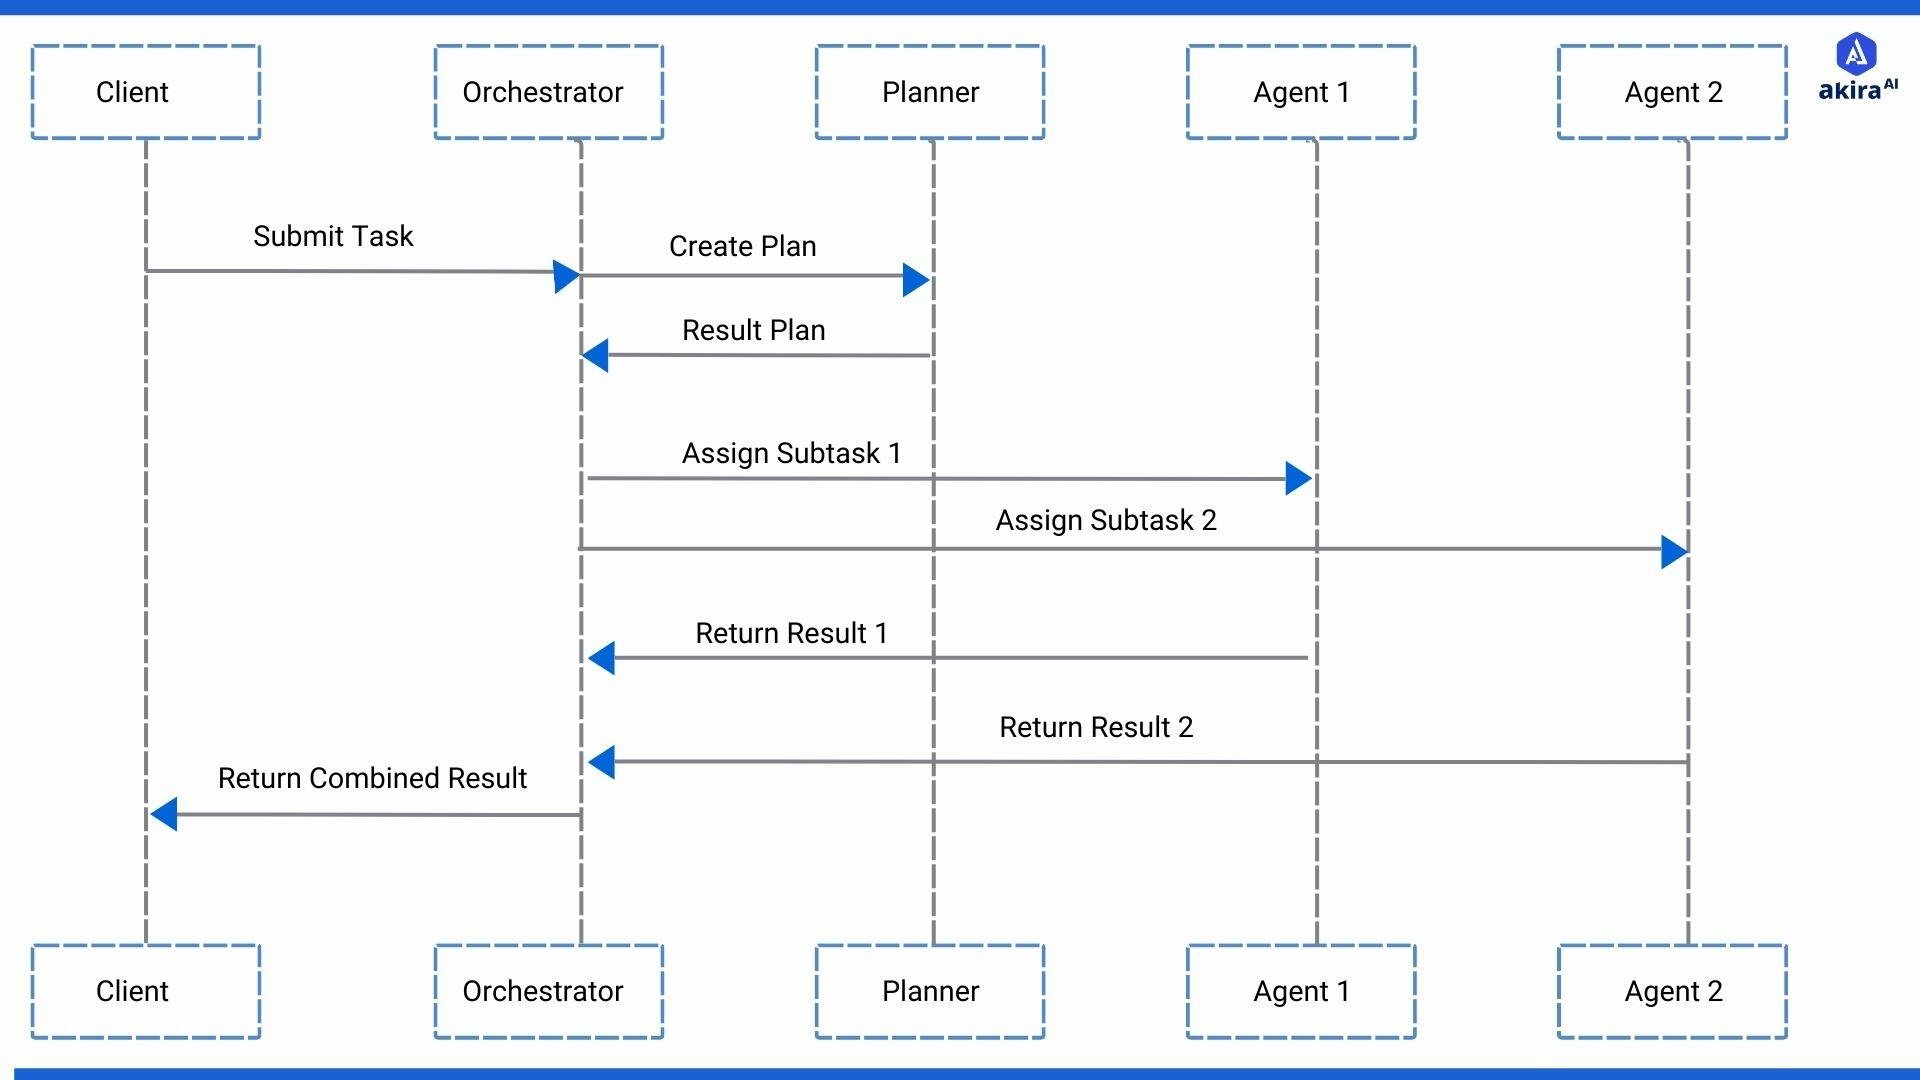 Client
Orchestrator
Planner
Agent 1
Agent 2
akira AI
Submit Task
Create Plan
Result Plan
Assign Subtask 1
Assign Subtask 2
Return Result 1
Return Result 2
Return Combined Result
Client
Orchestrator
Planner
Agent 1
Agent 2